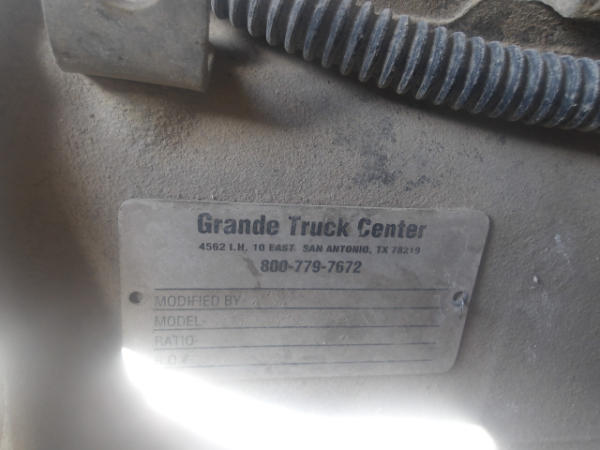 Grande Truck Center
4562 I.H. 10 EAST SAN ANTONIO, TX 78219
800-779-7672
MODIFIED BY-
MODEL-
RATIO-